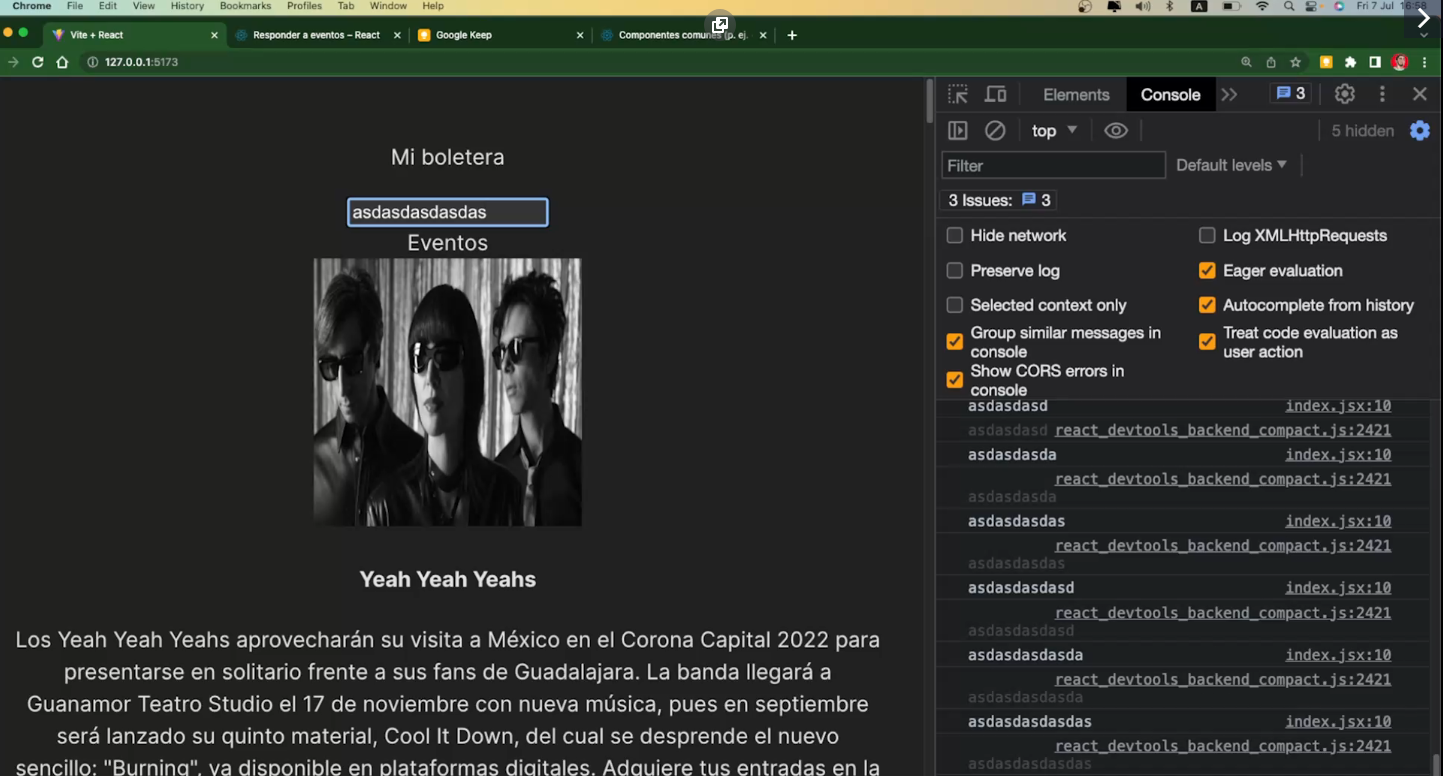 Chrome File Edit View History Bookmarks Profiles Tab Window Help A Fri 7 Jul 16:58
Vite + React Responder a eventos – React Google Keep Componentes comunes (p. ej.
127.0.0.1:5173
Elements Console 3
top 5 hidden
Filter Default levels
3 Issues: 3
Hide network Log XMLHttpRequests
Preserve log Eager evaluation
Selected context only Autocomplete from history
Group similar messages in console Treat code evaluation as user action
Show CORS errors in console
asdasdasd index.jsx:10
asdasdasd react_devtools_backend_compact.js:2421
asdasdasda index.jsx:10
react_devtools_backend_compact.js:2421
asdasdasda
asdasdasdas index.jsx:10
react_devtools_backend_compact.js:2421
asdasdasdas
asdasdasdasd index.jsx:10
react_devtools_backend_compact.js:2421
asdasdasdasd
asdasdasdasda index.jsx:10
react_devtools_backend_compact.js:2421
asdasdasdasda
asdasdasdasdas index.jsx:10
react_devtools_backend_compact.js:2421
asdasdasdasdas
Mi boletera
asdasdasdasdas
Eventos
Yeah Yeah Yeahs
Los Yeah Yeah Yeahs aprovecharán su visita a México en el Corona Capital 2022 para
presentarse en solitario frente a sus fans de Guadalajara. La banda llegará a
Guanamor Teatro Studio el 17 de noviembre con nueva música, pues en septiembre
será lanzado su quinto material, Cool It Down, del cual se desprende el nuevo
sencillo: "Burning", ya disponible en plataformas digitales. Adquiere tus entradas en la